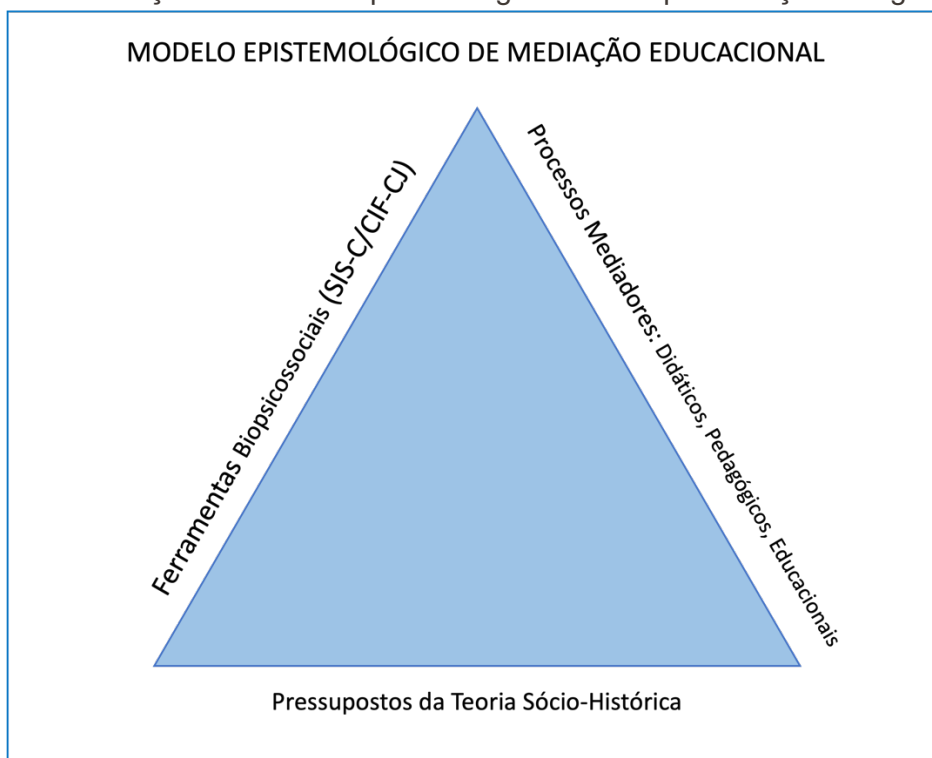 MODELO EPISTEMOLÓGICO DE MEDIAÇÃO EDUCACIONAL
Ferramentas Biopsicossociais (SIS-C/CIF-CJ)
Processos Mediadores: Didáticos, Pedagógicos, Educacionais
Pressupostos da Teoria Sócio-Histórica